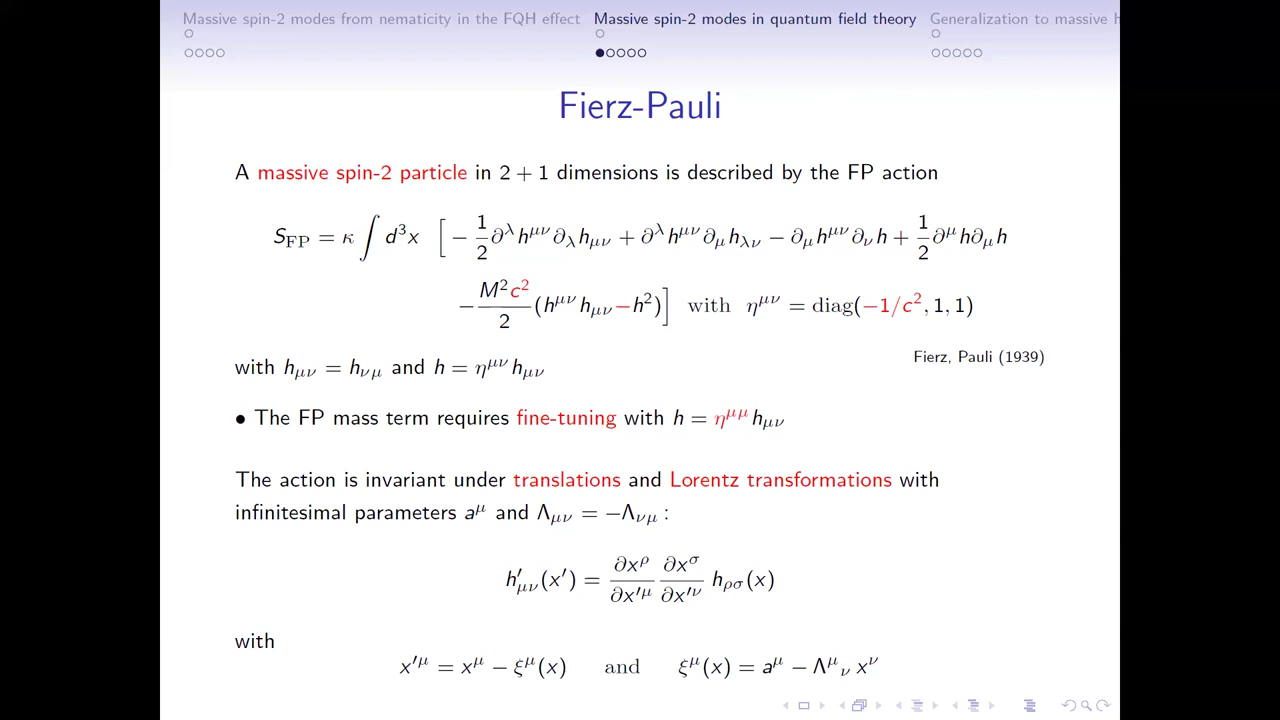 Massive spin-2 modes from nematicity in the FQH effect Massive spin-2 modes in quantum field theory Generalization to massive h
Fierz-Pauli
A massive spin-2 particle in 2 + 1 dimensions is described by the FP action
S_FP = κ ∫ d³x [ − 1/2 ∂^λ h^{μν} ∂_λ h_{μν} + ∂^λ h^{μν} ∂_μ h_{λν} − ∂_μ h^{μν} ∂_ν h + 1/2 ∂^μ h ∂_μ h
− M²c²/2 (h^{μν} h_{μν} − h²) ] with η^{μν} = diag(−1/c², 1, 1)
Fierz, Pauli (1939)
with h_{μν} = h_{νμ} and h = η^{μν} h_{μν}
• The FP mass term requires fine-tuning with h = η^{μμ} h_{μν}
The action is invariant under translations and Lorentz transformations with
infinitesimal parameters a^μ and Λ_{μν} = −Λ_{νμ} :
h′_{μν}(x′) = ∂x^ρ/∂x′^μ ∂x^σ/∂x′^ν h_{ρσ}(x)
with
x′^μ = x^μ − ξ^μ(x) and ξ^μ(x) = a^μ − Λ^μ_ν x^ν